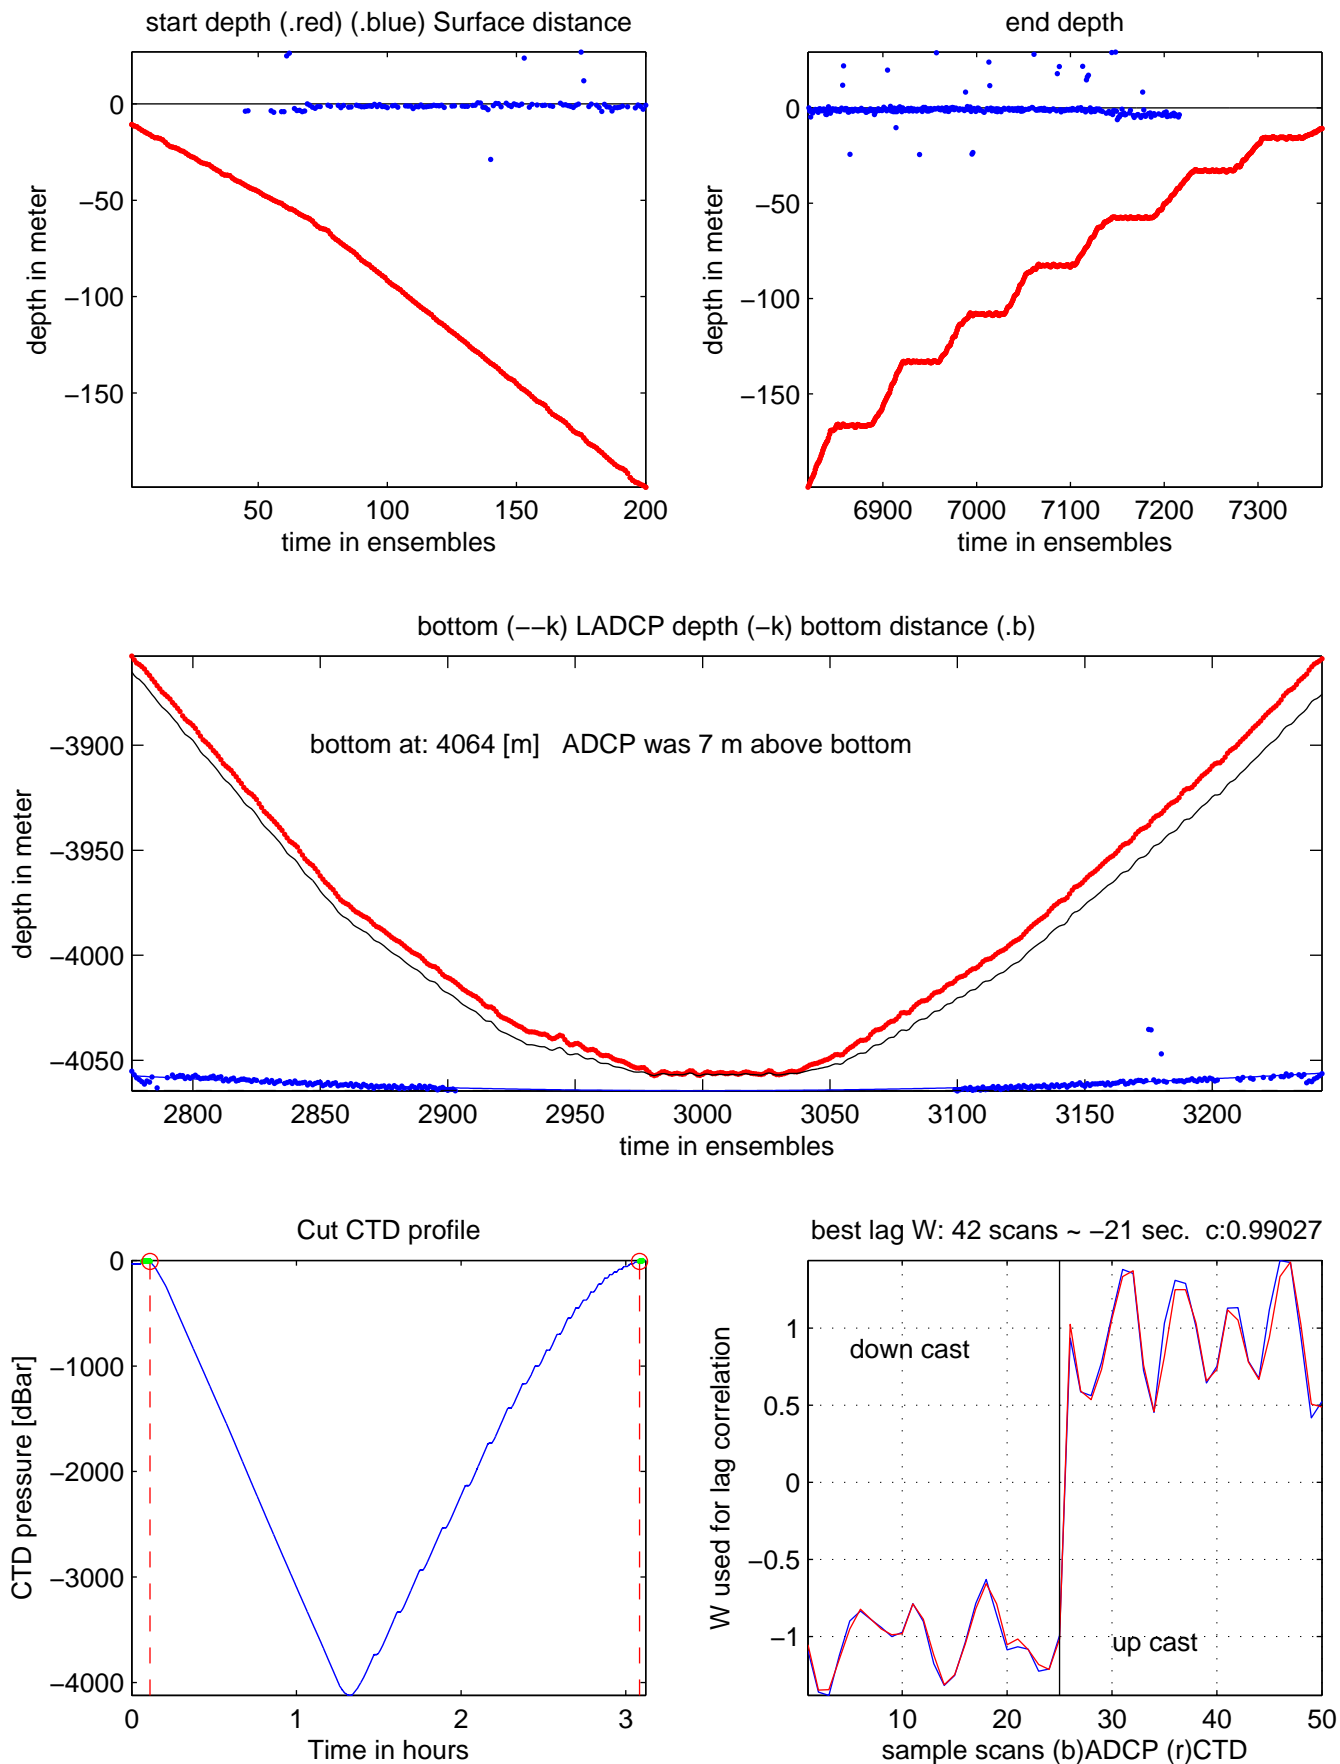 start depth (.red) (.blue) Surface distance
end depth
0
−50
−100
−150
depth in meter
50
100
150
200
time in ensembles
0
−50
−100
−150
depth in meter
6900
7000
7100
7200
7300
time in ensembles
bottom (−−k) LADCP depth (−k) bottom distance (.b)
bottom at: 4064 [m]   ADCP was 7 m above bottom
−3900
−3950
−4000
−4050
depth in meter
2800
2850
2900
2950
3000
3050
3100
3150
3200
time in ensembles
Cut CTD profile
0
−1000
−2000
−3000
−4000
CTD pressure [dBar]
0
1
2
3
Time in hours
best lag W: 42 scans ~ −21 sec.  c:0.99027
1
0.5
0
−0.5
−1
W used for lag correlation
down cast
up cast
10
20
30
40
50
sample scans (b)ADCP (r)CTD